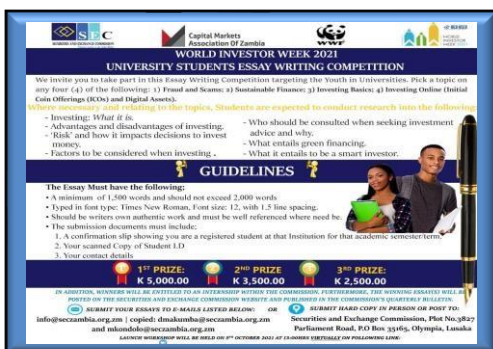 SEC
Capital Markets
Association Of Zambia
WWF
WORLD INVESTOR WEEK 2021
UNIVERSITY STUDENTS ESSAY WRITING COMPETITION
We invite you to take part in this Essay Writing Competition targeting the Youth in Universities. Pick a topic on
any four (4) of the following: 1) Fraud and Scams; 2) Sustainable Finance; 3) Investing Basics; 4) Investing Online (Initial
Coin Offerings (ICOs) and Digital Assets).
Where necessary and relating to the topics, Students are expected to conduct research into the following:
- Investing: What it is.
- Advantages and disadvantages of investing.
- 'Risk' and how it impacts decisions to invest
money.
- Factors to be considered when investing .
- Who should be consulted when seeking investment
advice and why.
- What entails green financing.
- What it entails to be a smart investor.
GUIDELINES
The Essay Must have the following;
• A minimum of 1,500 words and should not exceed 2,000 words
• Typed in font type: Times New Roman, Font size: 12, with 1.5 line spacing.
• Should be writers own authentic work and must be well referenced where need be.
• The submission documents must include;
1. A confirmation slip showing you are a registered student at that Institution for that academic semester/term.
2. Your scanned Copy of Student I.D
3. Your contact details
1ST PRIZE:
K 5,000.00
2ND PRIZE
K 3,500.00
3RD PRIZE:
K 2,500.00
IN ADDITION, WINNERS WILL BE ENTITLED TO AN INTERNSHIP WITHIN THE COMMISSION. FURTHERMORE, THE WINNING ESSAY(S) WILL BE
POSTED ON THE SECURITIES AND EXCHANGE COMMISSION WEBSITE AND PUBLISHED IN THE COMMISSION'S QUARTERLY BULLETIN.
SUBMIT YOUR ESSAYS TO E-MAILS LISTED BELOW: OR
info@seczambia.org.zm | copied: dmakumba@seczambia.org.zm
and mkondolo@seczambia.org.zm
SUBMIT HARD COPY IN PERSON OR POST TO:
Securities and Exchange Commission, Plot No.3827
Parliament Road, P.O Box 35165, Olympia, Lusaka
LAUNCH WORKSHOP WILL BE HELD ON 5TH OCTOBER 2021 AT VIRTUALLY ON FOLLOWING LINK: